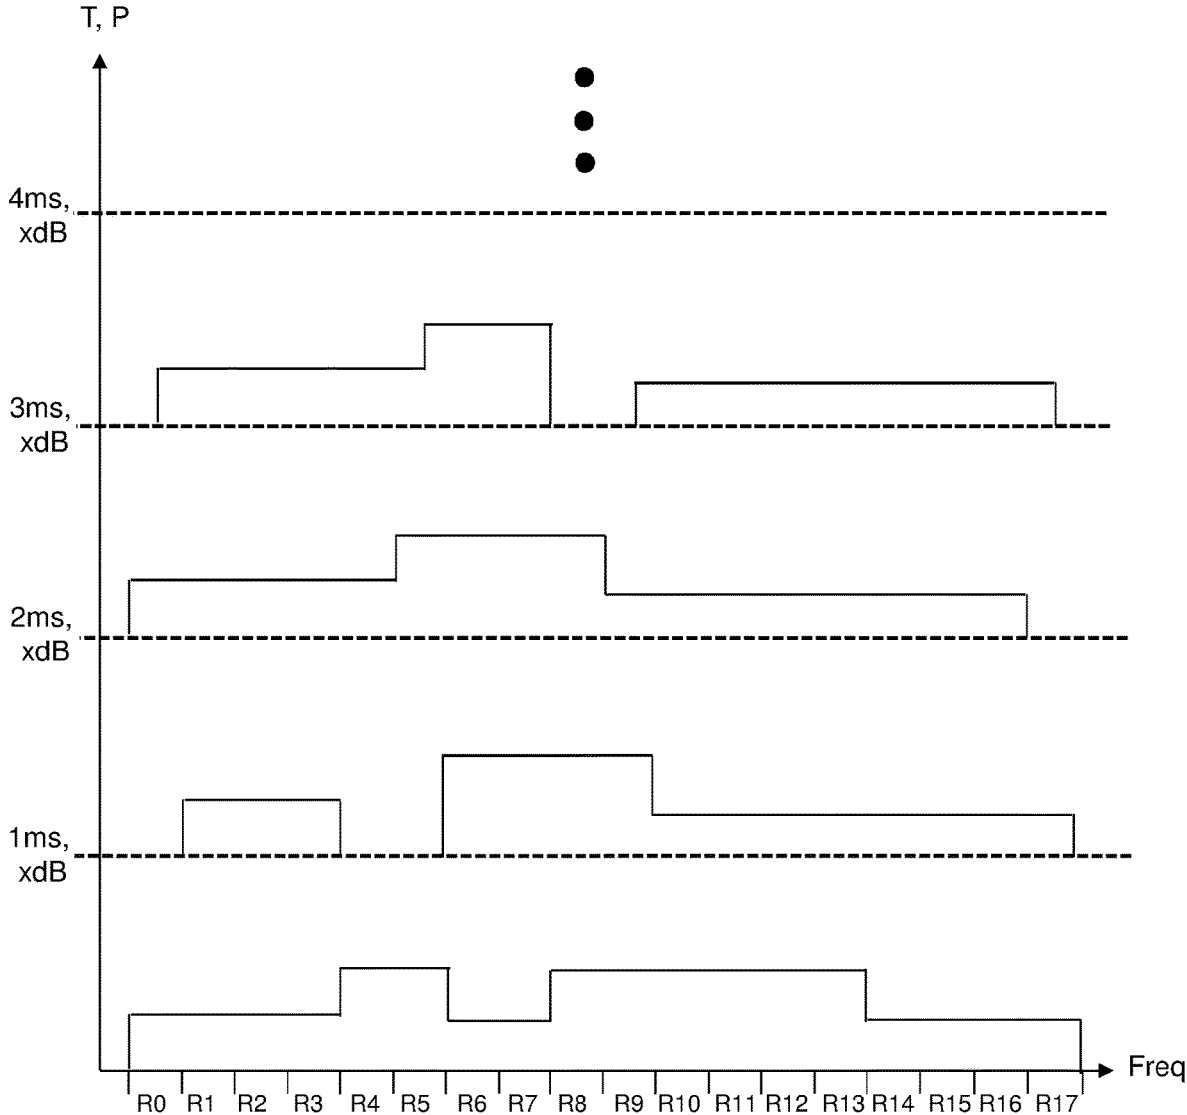 T, P
4ms,
xdB
3ms,
xdB
2ms,
xdB
1ms,
xdB
Freq
R0 R1 R2 R3 R4 R5 R6 R7 R8 R9 R10 R11 R12 R13 R14 R15 R16 R17